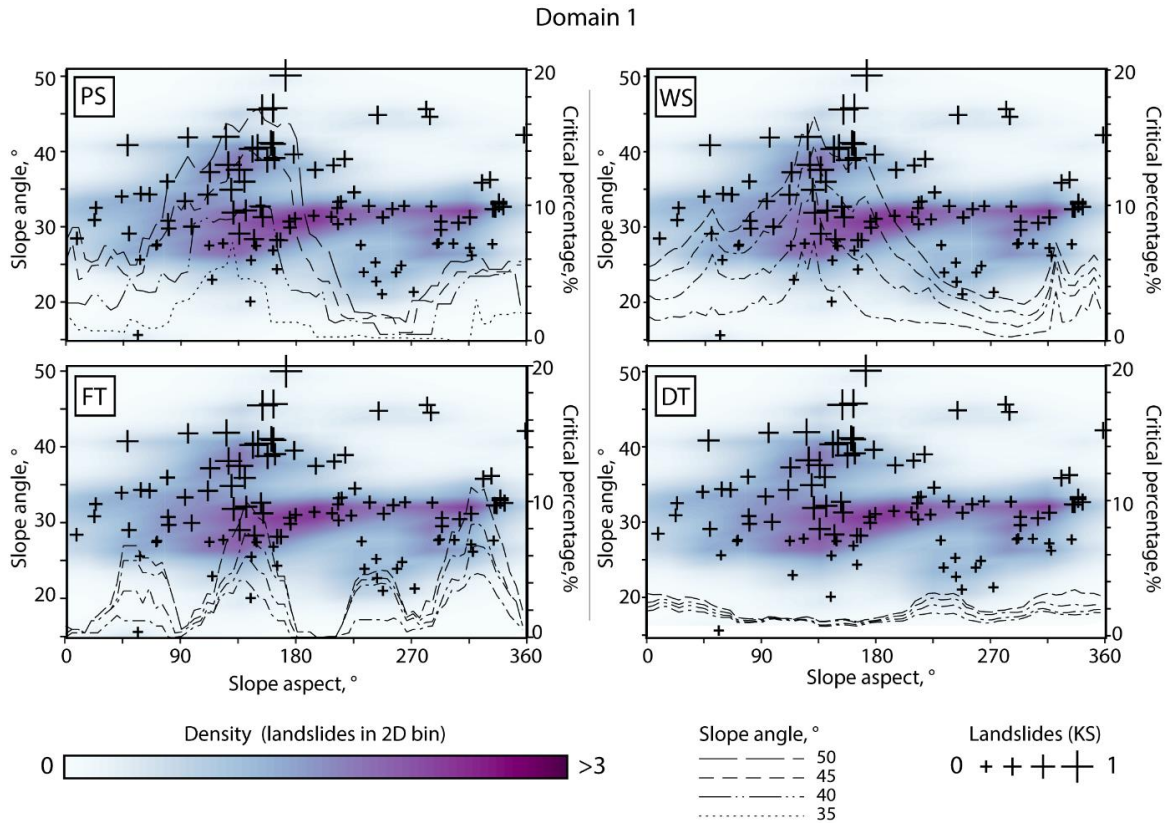 Domain 1
PS
WS
50
40
30
20
Slope angle, °
20
10
0
Critical percentage,%
50
40
30
20
Slope angle, °
20
10
0
Critical percentage,%
FT
DT
50
40
30
20
Slope angle, °
20
10
0
Critical percentage,%
50
40
30
20
Slope angle, °
20
10
0
Critical percentage,%
0 90 180 270 360
Slope aspect, °
0 90 180 270 360
Slope aspect, °
Density (landslides in 2D bin)
0 >3
Slope angle, °
50
45
40
35
Landslides (KS)
0 1